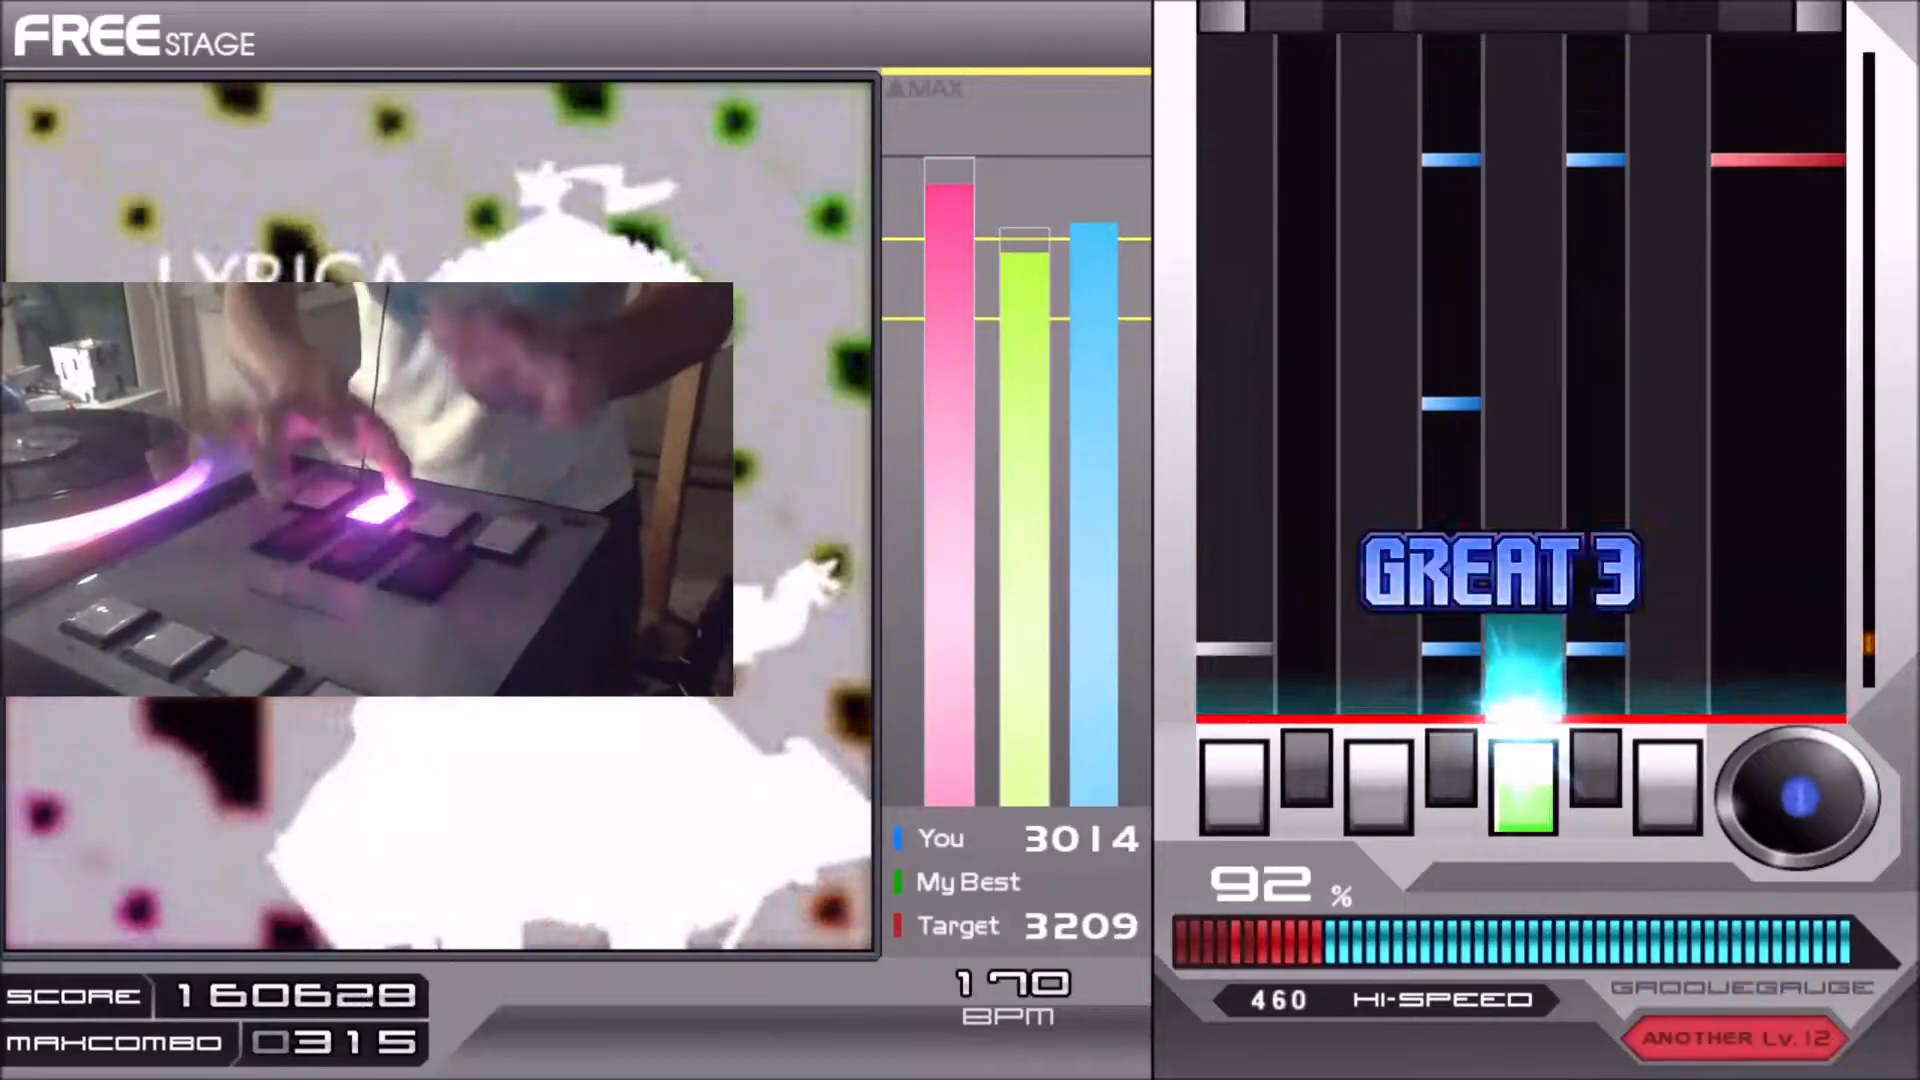 FREE STAGE
▲MAX
LYRICA
GREAT 3
You 3014
My Best
Target 3209
92 %
SCORE 160628
MAXCOMBO 0315
170
BPM
460 HI-SPEED
GROOVEGAUGE
ANOTHER Lv.12